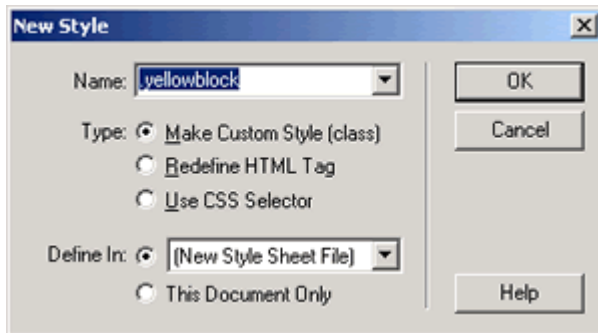 New Style
Name: .yellowblock
OK
Type: Make Custom Style (class)
Cancel
Redefine HTML Tag
Use CSS Selector
Define In: (New Style Sheet File)
This Document Only
Help